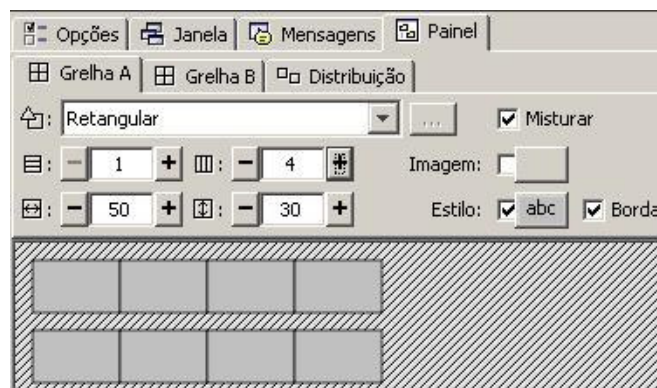 Opções Janela Mensagens Painel
Grelha A Grelha B Distribuição
: Retangular ... Misturar
: - 1 + : - 4 + Imagem:
: - 50 + : - 30 + Estilo: abc Borda